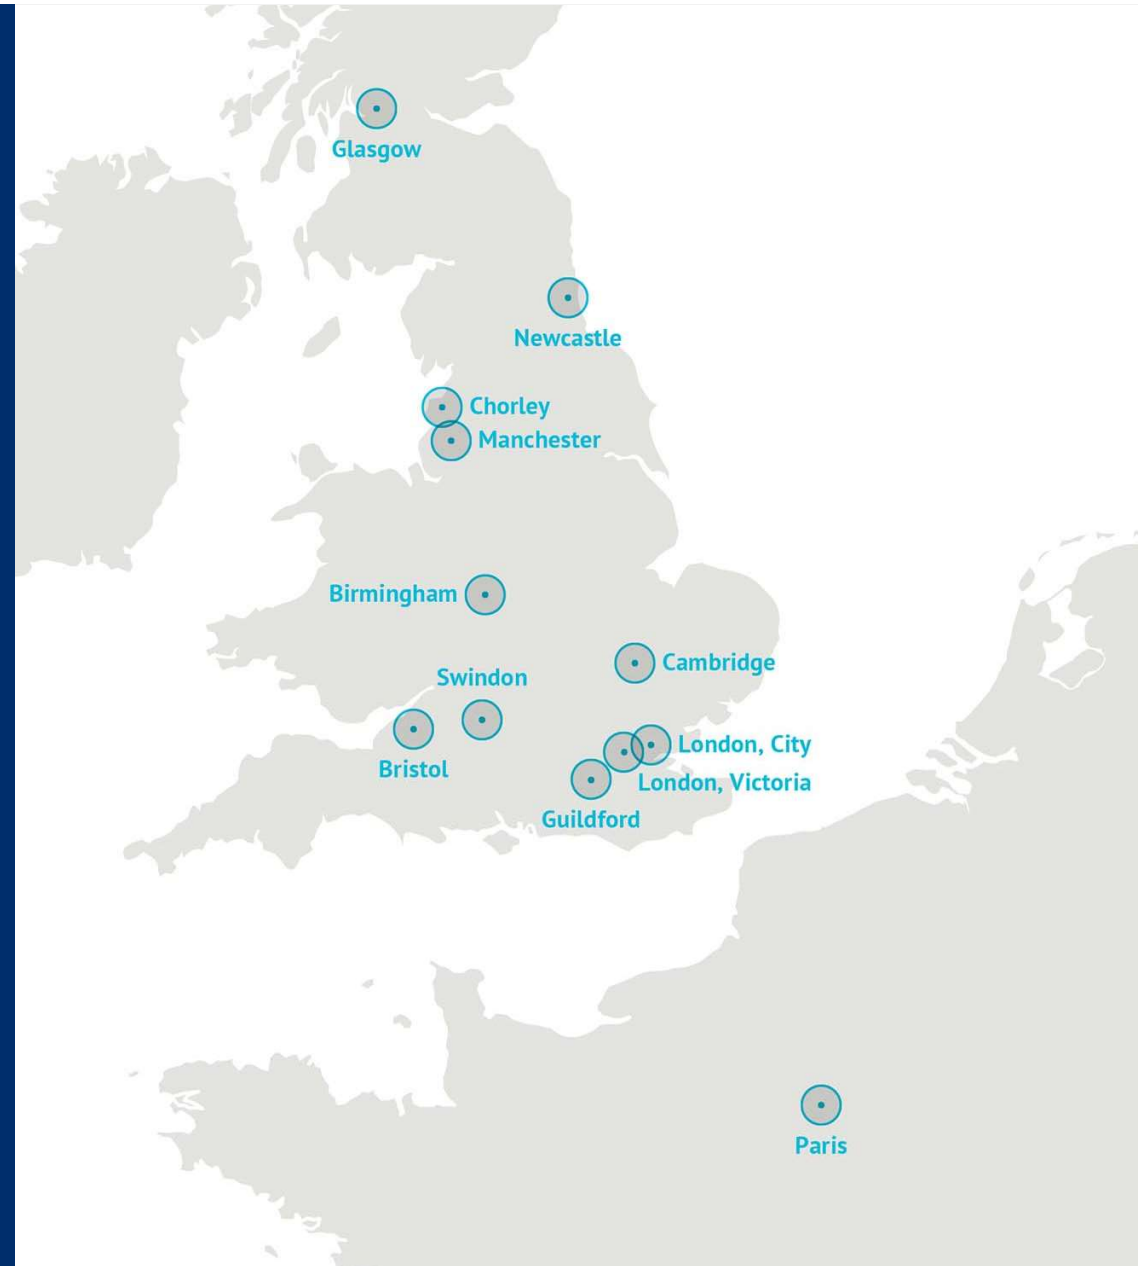 Glasgow
Newcastle
Chorley
Manchester
Birmingham
Cambridge
Swindon
London, City
Bristol
London, Victoria
Guildford
Paris